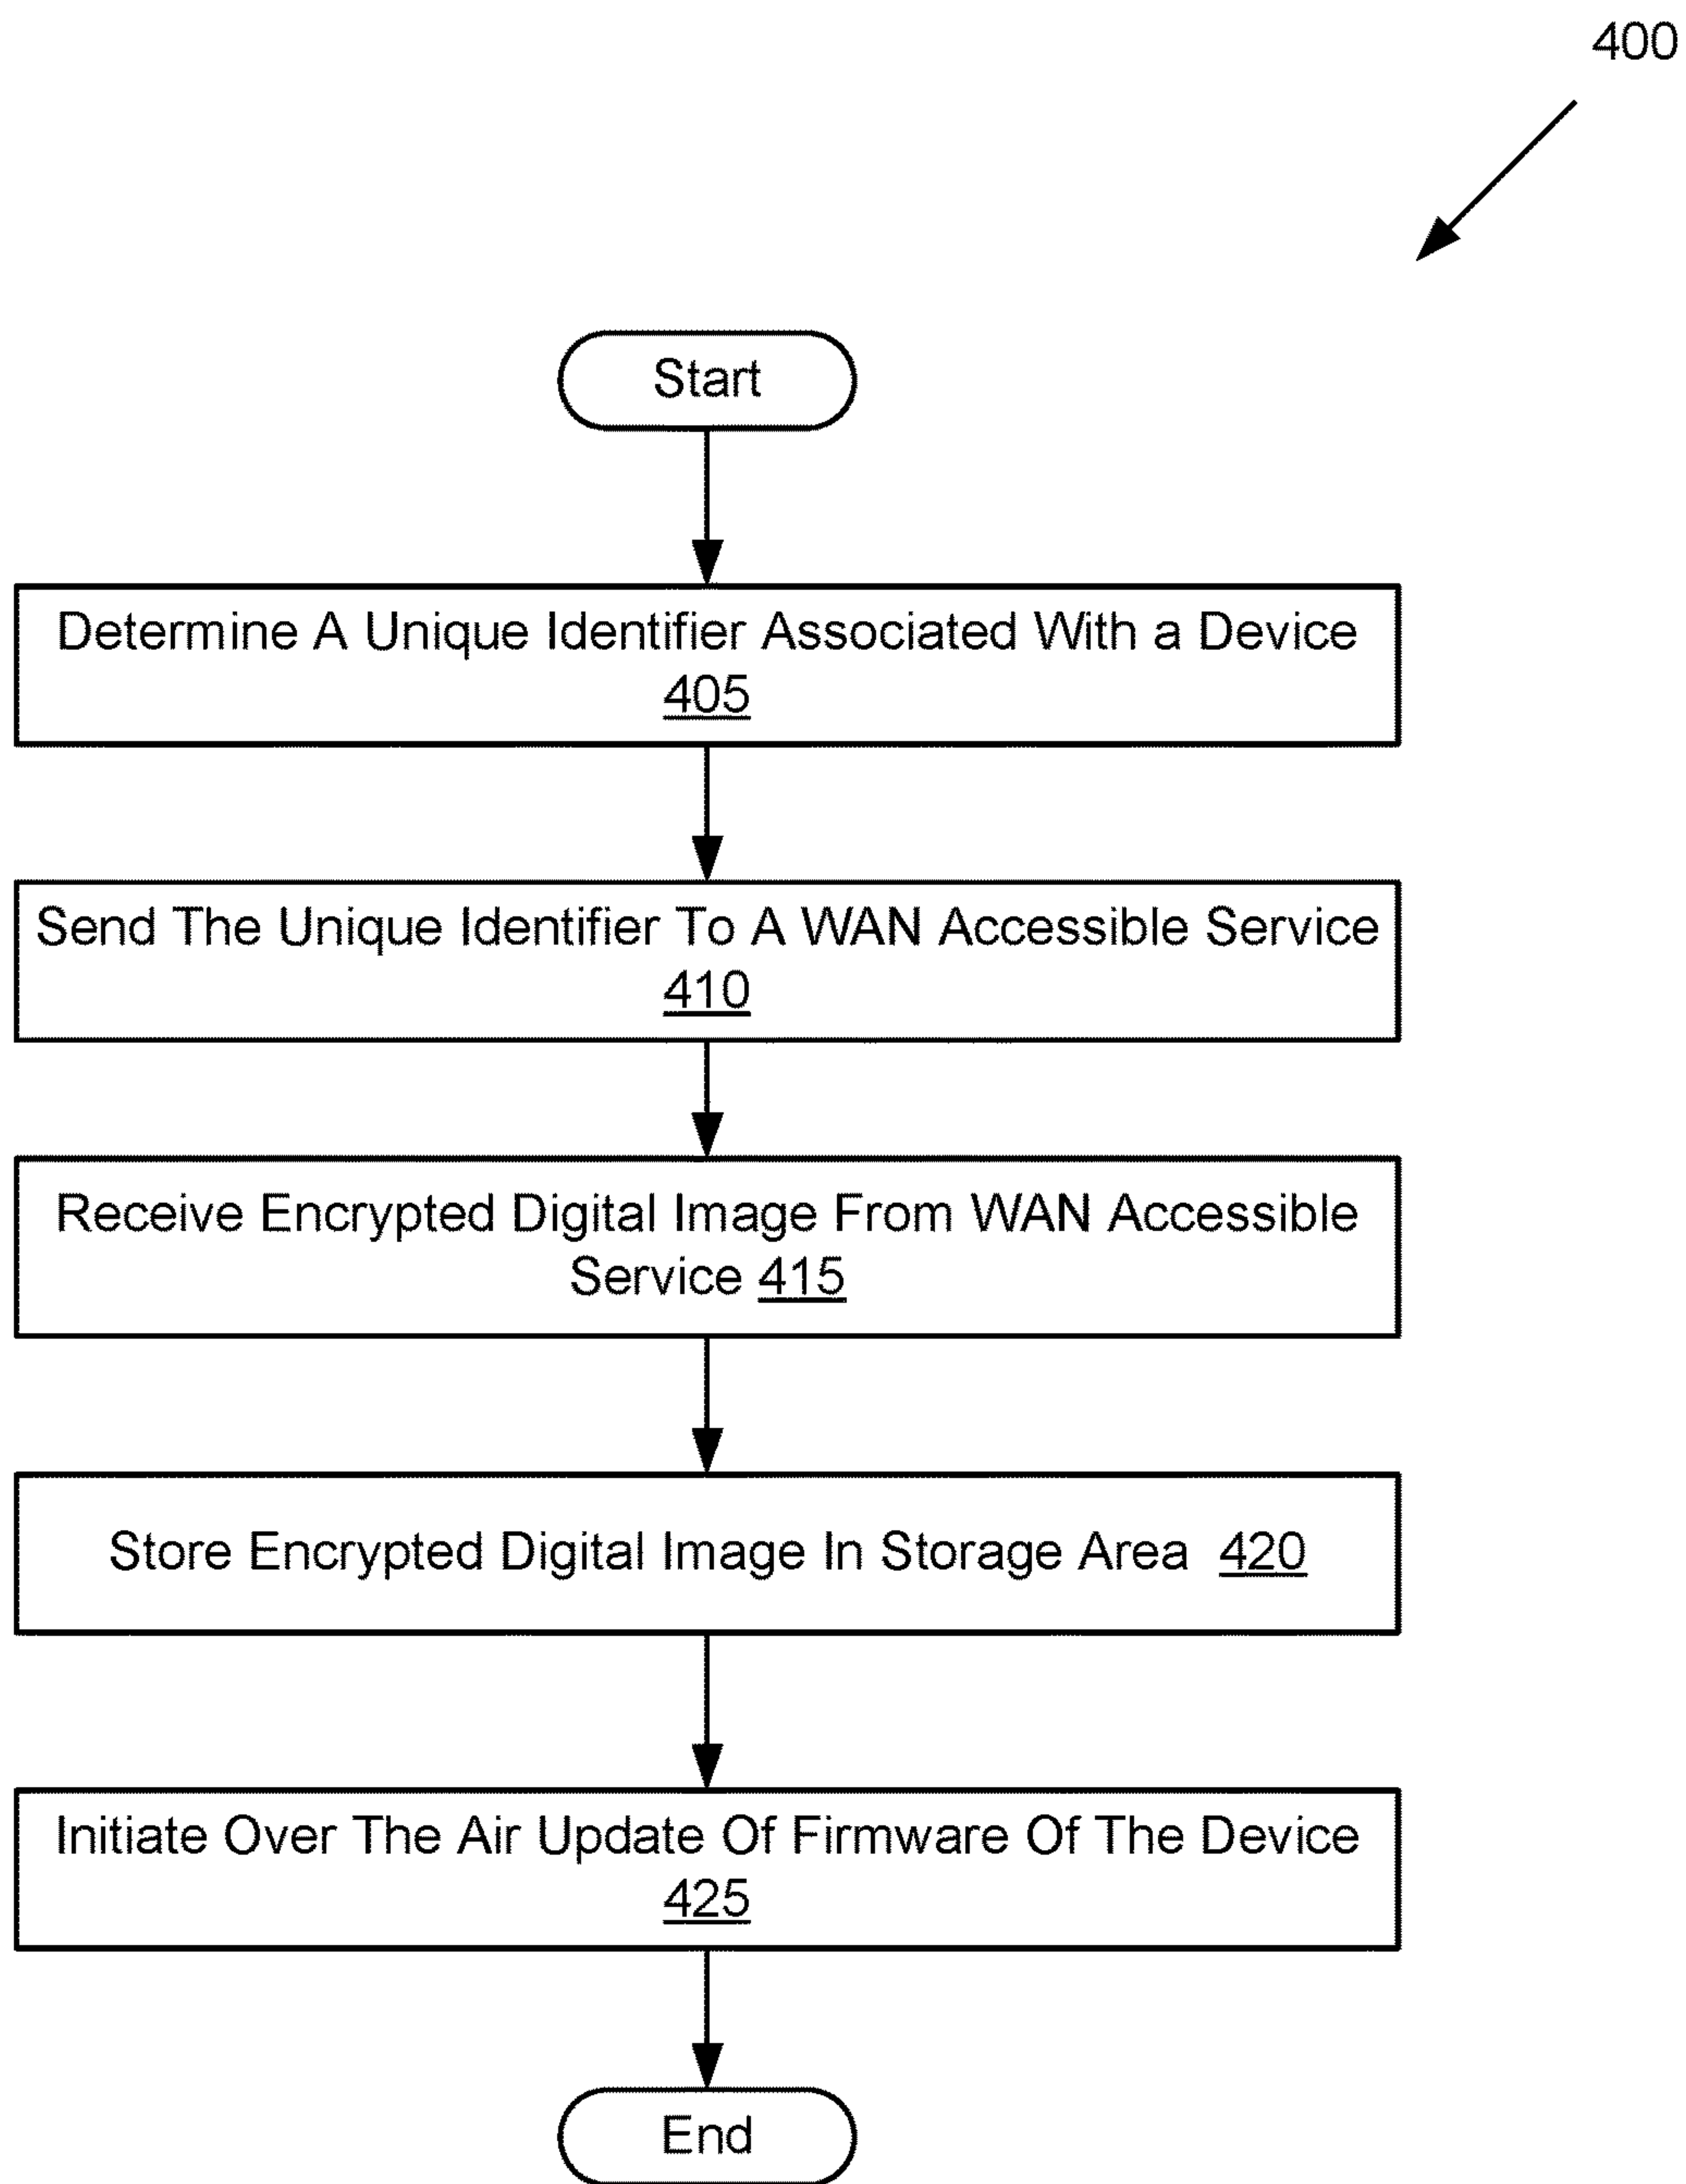 400
Start
Determine A Unique Identifier Associated With a Device
405
Send The Unique Identifier To A WAN Accessible Service
410
Receive Encrypted Digital Image From WAN Accessible
Service 415
Store Encrypted Digital Image In Storage Area 420
Initiate Over The Air Update Of Firmware Of The Device
425
End